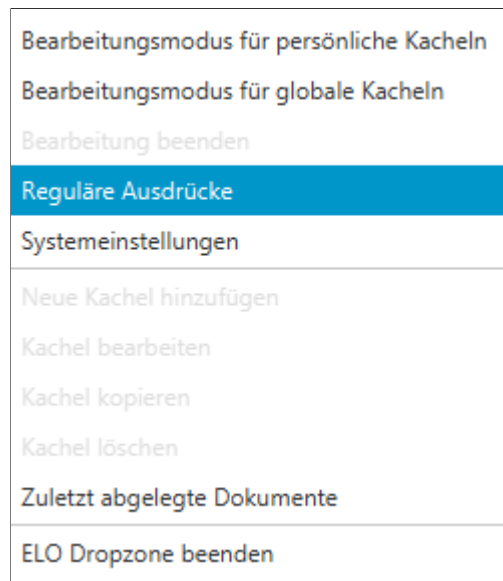 Bearbeitungsmodus für persönliche Kacheln
Bearbeitungsmodus für globale Kacheln
Bearbeitung beenden
Reguläre Ausdrücke
Systemeinstellungen
Neue Kachel hinzufügen
Kachel bearbeiten
Kachel kopieren
Kachel löschen
Zuletzt abgelegte Dokumente
ELO Dropzone beenden